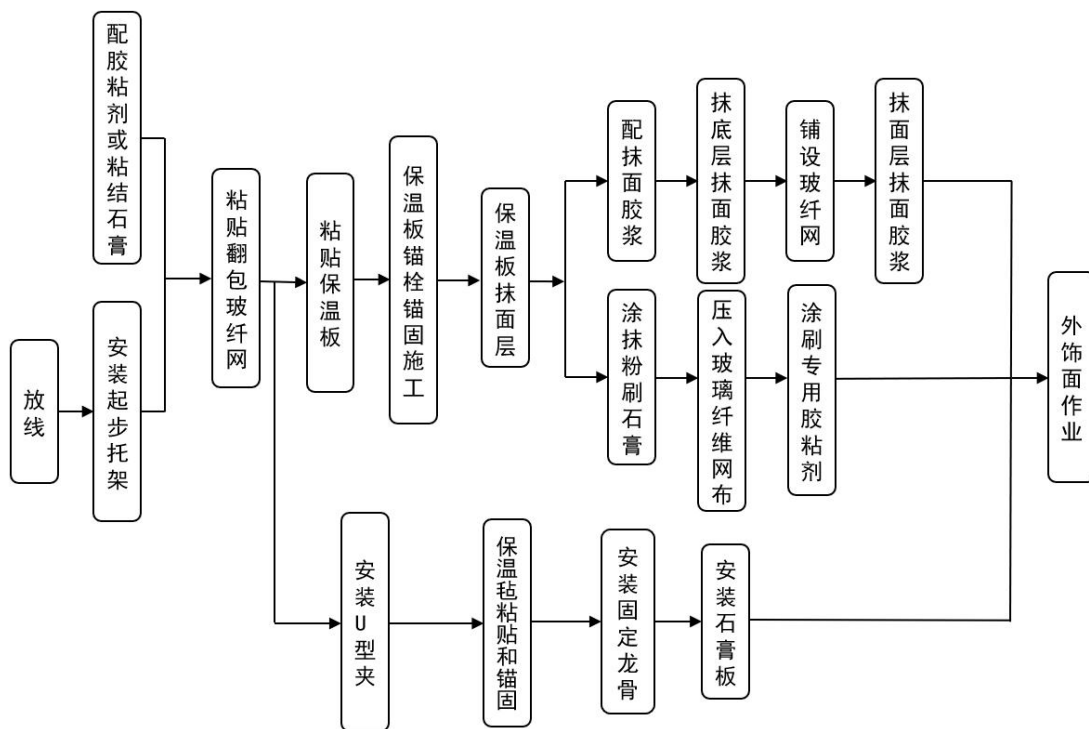 放线
配胶粘剂或粘结石膏
安装起步托架
粘贴翻包玻纤网
粘贴保温板
保温板锚栓锚固施工
保温板抹面层
配抹面胶浆
抹底层抹面胶浆
铺设玻纤网
抹面层抹面胶浆
涂抹粉刷石膏
压入玻璃纤维网布
涂刷专用胶粘剂
安装U型夹
保温毡粘贴和锚固
安装固定龙骨
安装石膏板
外饰面作业